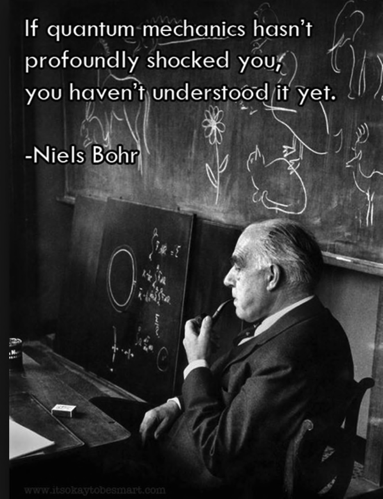 If quantum mechanics hasn't
profoundly shocked you,
you haven't understood it yet.
-Niels Bohr
www.itsokaytobesmart.com